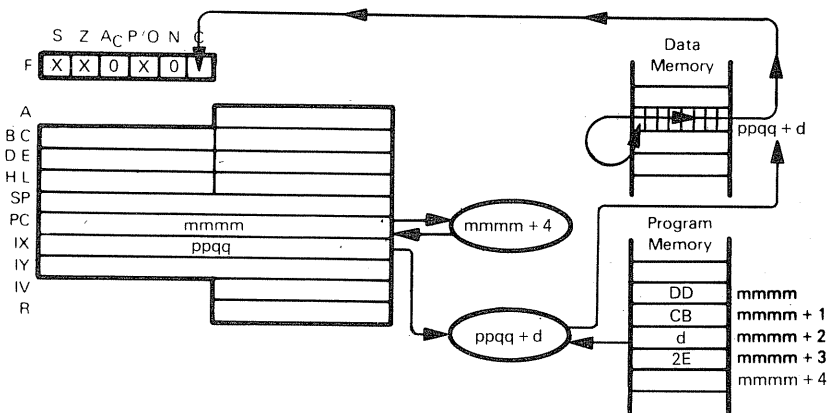 S Z AC P/O N C
F X X 0 X 0
A
B C
D E
H L
SP
PC mmmm
IX ppqq
IY
IV
R
mmmm + 4
ppqq + d
Data
Memory
ppqq + d
Program
Memory
DD mmmm
CB mmmm + 1
d mmmm + 2
2E mmmm + 3
mmmm + 4